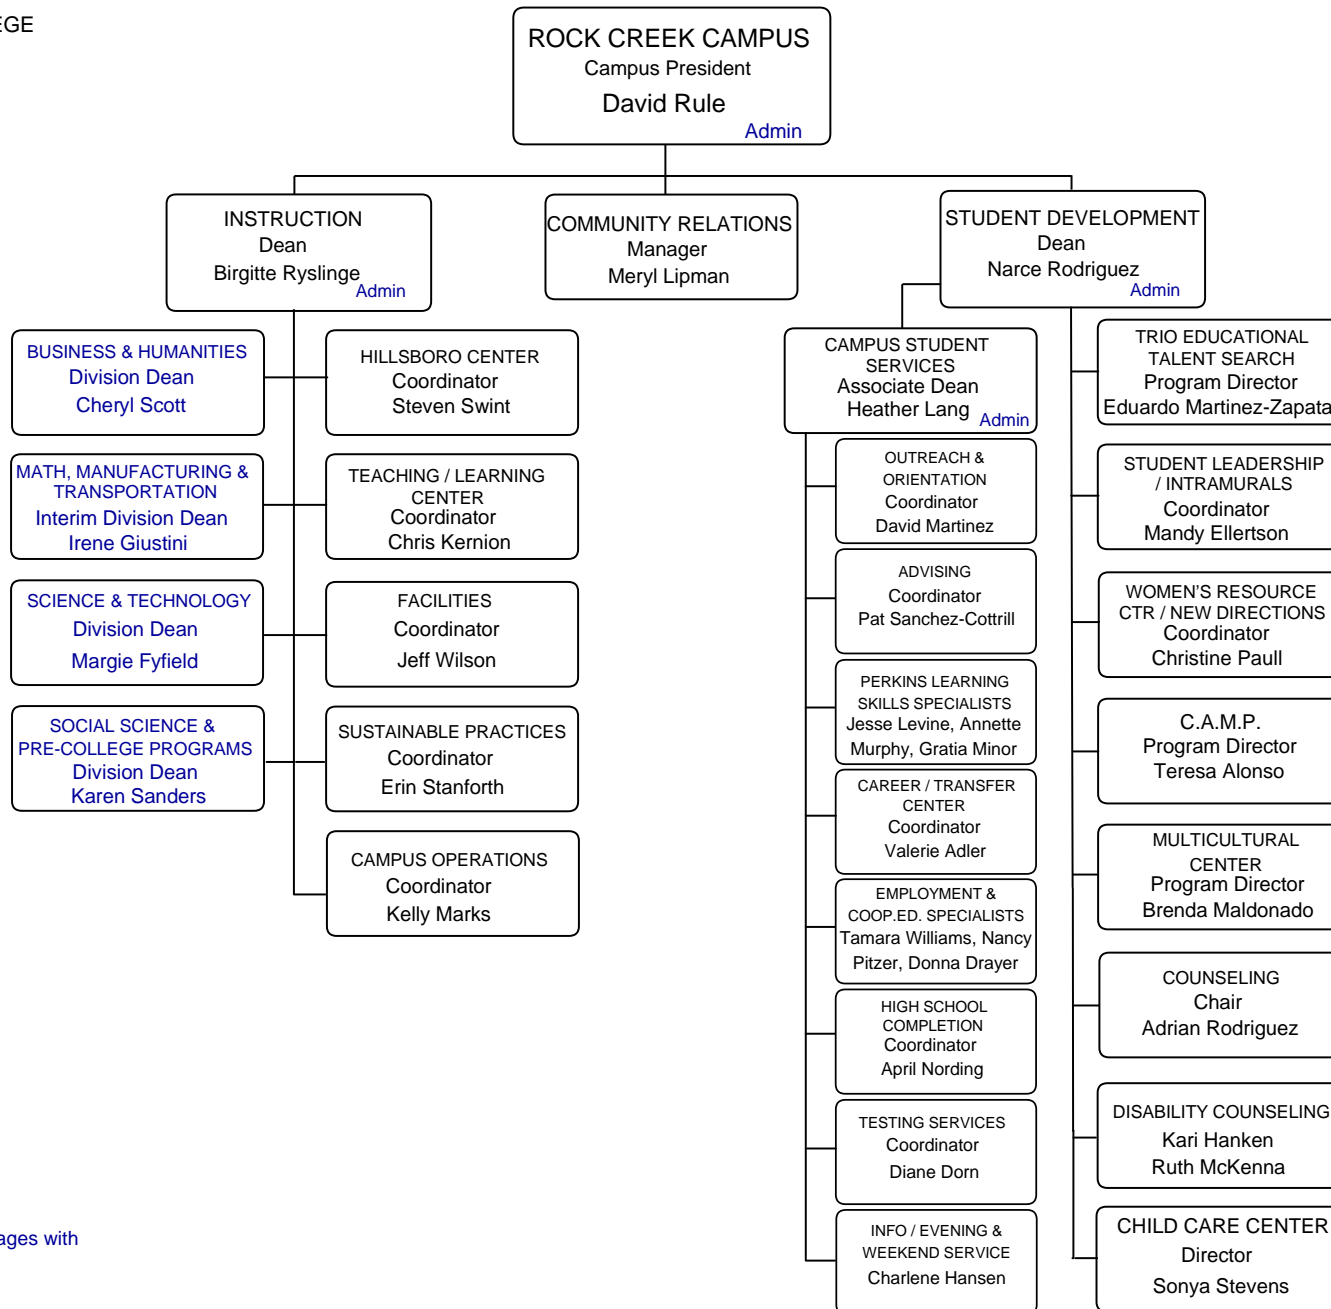 EGE
ROCK CREEK CAMPUS
Campus President
David Rule
Admin
INSTRUCTION
Dean
Birgitte Ryslinge
Admin
COMMUNITY RELATIONS
Manager
Meryl Lipman
STUDENT DEVELOPMENT
Dean
Narce Rodriguez
Admin
BUSINESS & HUMANITIES
Division Dean
Cheryl Scott
MATH, MANUFACTURING &
TRANSPORTATION
Interim Division Dean
Irene Giustini
SCIENCE & TECHNOLOGY
Division Dean
Margie Fyfield
SOCIAL SCIENCE &
PRE-COLLEGE PROGRAMS
Division Dean
Karen Sanders
HILLSBORO CENTER
Coordinator
Steven Swint
TEACHING / LEARNING
CENTER
Coordinator
Chris Kernion
FACILITIES
Coordinator
Jeff Wilson
SUSTAINABLE PRACTICES
Coordinator
Erin Stanforth
CAMPUS OPERATIONS
Coordinator
Kelly Marks
CAMPUS STUDENT
SERVICES
Associate Dean
Heather Lang
Admin
OUTREACH &
ORIENTATION
Coordinator
David Martinez
ADVISING
Coordinator
Pat Sanchez-Cottrill
PERKINS LEARNING
SKILLS SPECIALISTS
Jesse Levine, Annette
Murphy, Gratia Minor
CAREER / TRANSFER
CENTER
Coordinator
Valerie Adler
EMPLOYMENT &
COOP.ED. SPECIALISTS
Tamara Williams, Nancy
Pitzer, Donna Drayer
HIGH SCHOOL
COMPLETION
Coordinator
April Nording
TESTING SERVICES
Coordinator
Diane Dorn
INFO / EVENING &
WEEKEND SERVICE
Charlene Hansen
TRIO EDUCATIONAL
TALENT SEARCH
Program Director
Eduardo Martinez-Zapata
STUDENT LEADERSHIP
/ INTRAMURALS
Coordinator
Mandy Ellertson
WOMEN'S RESOURCE
CTR / NEW DIRECTIONS
Coordinator
Christine Paull
C.A.M.P.
Program Director
Teresa Alonso
MULTICULTURAL
CENTER
Program Director
Brenda Maldonado
COUNSELING
Chair
Adrian Rodriguez
DISABILITY COUNSELING
Kari Hanken
Ruth McKenna
CHILD CARE CENTER
Director
Sonya Stevens
ages with